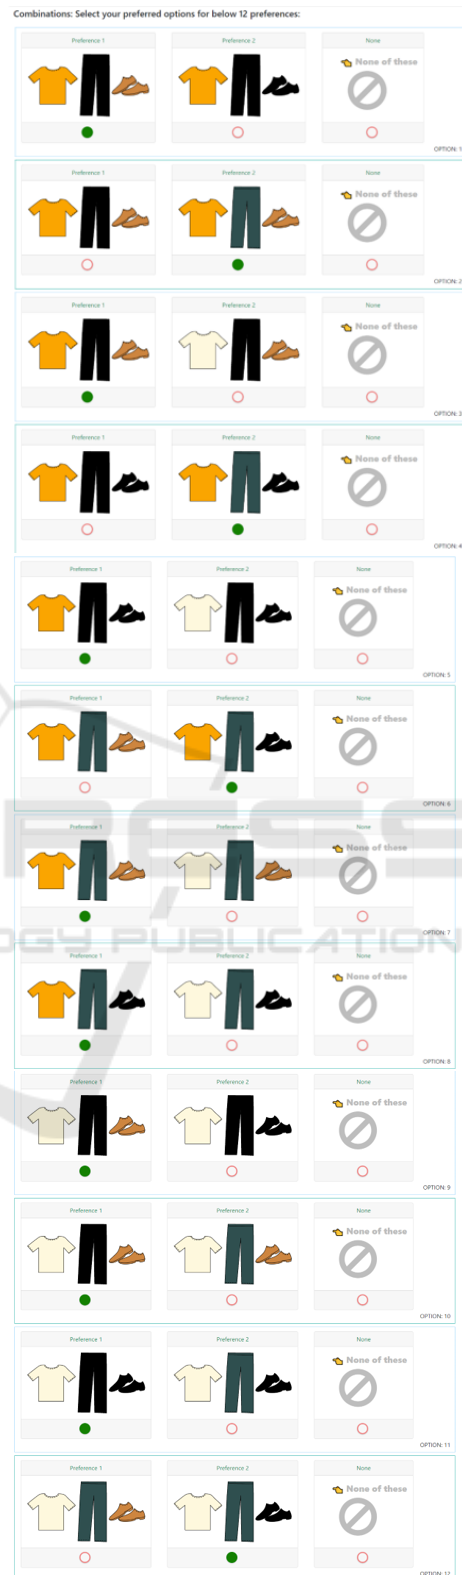 Combinations: Select your preferred options for below 12 preferences:
Preference 1 Preference 2 None
None of these
OPTION: 1
Preference 1 Preference 2 None
None of these
OPTION: 2
Preference 1 Preference 2 None
None of these
OPTION: 3
Preference 1 Preference 2 None
None of these
OPTION: 4
Preference 1 Preference 2 None
None of these
OPTION: 5
Preference 1 Preference 2 None
None of these
OPTION: 6
Preference 1 Preference 2 None
None of these
OPTION: 7
Preference 1 Preference 2 None
None of these
OPTION: 8
Preference 1 Preference 2 None
None of these
OPTION: 9
Preference 1 Preference 2 None
None of these
OPTION: 10
Preference 1 Preference 2 None
None of these
OPTION: 11
Preference 1 Preference 2 None
None of these
OPTION: 12
RESS
OGY PUBLICATION